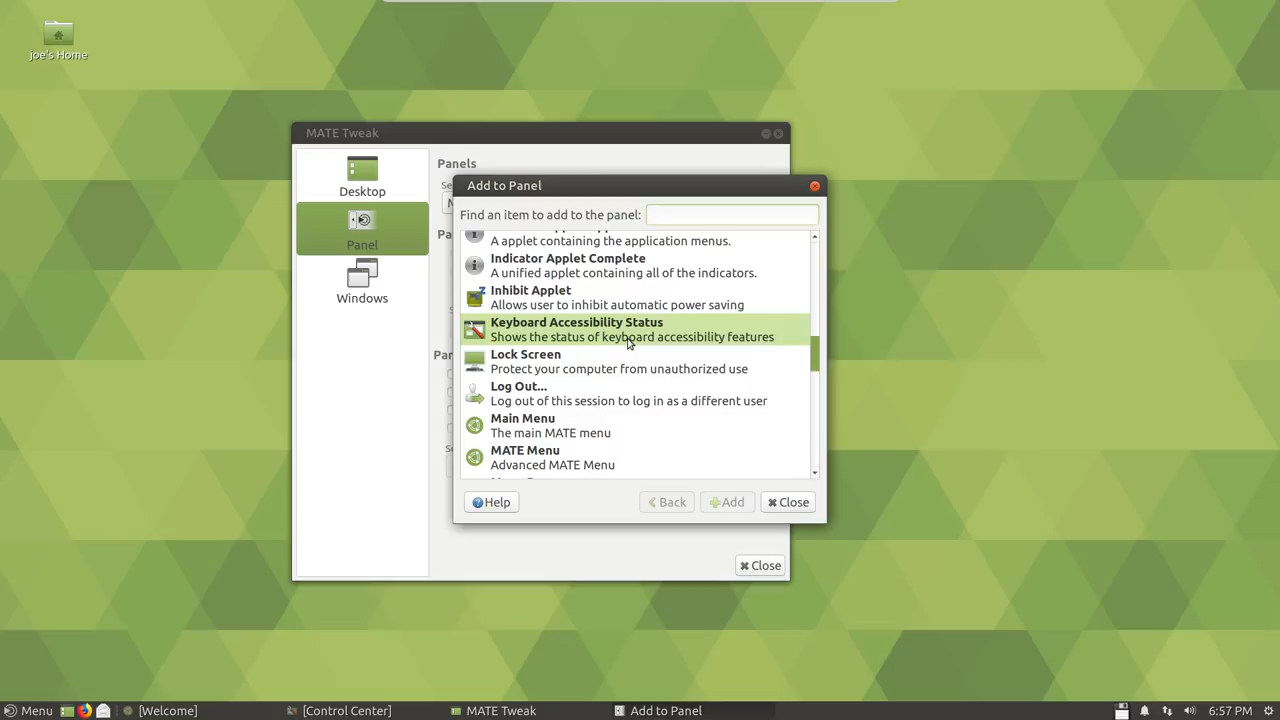 joe's Home
MATE Tweak
Desktop
Panel
Windows
Panels
Add to Panel
Find an item to add to the panel:
A applet containing the application menus.
Indicator Applet Complete
A unified applet containing all of the indicators.
Inhibit Applet
Allows user to inhibit automatic power saving
Keyboard Accessibility Status
Shows the status of keyboard accessibility features
Lock Screen
Protect your computer from unauthorized use
Log Out...
Log out of this session to log in as a different user
Main Menu
The main MATE menu
MATE Menu
Advanced MATE Menu
Help
Back
Add
Close
Close
Menu
[Welcome]
[Control Center]
MATE Tweak
Add to Panel
6:57 PM